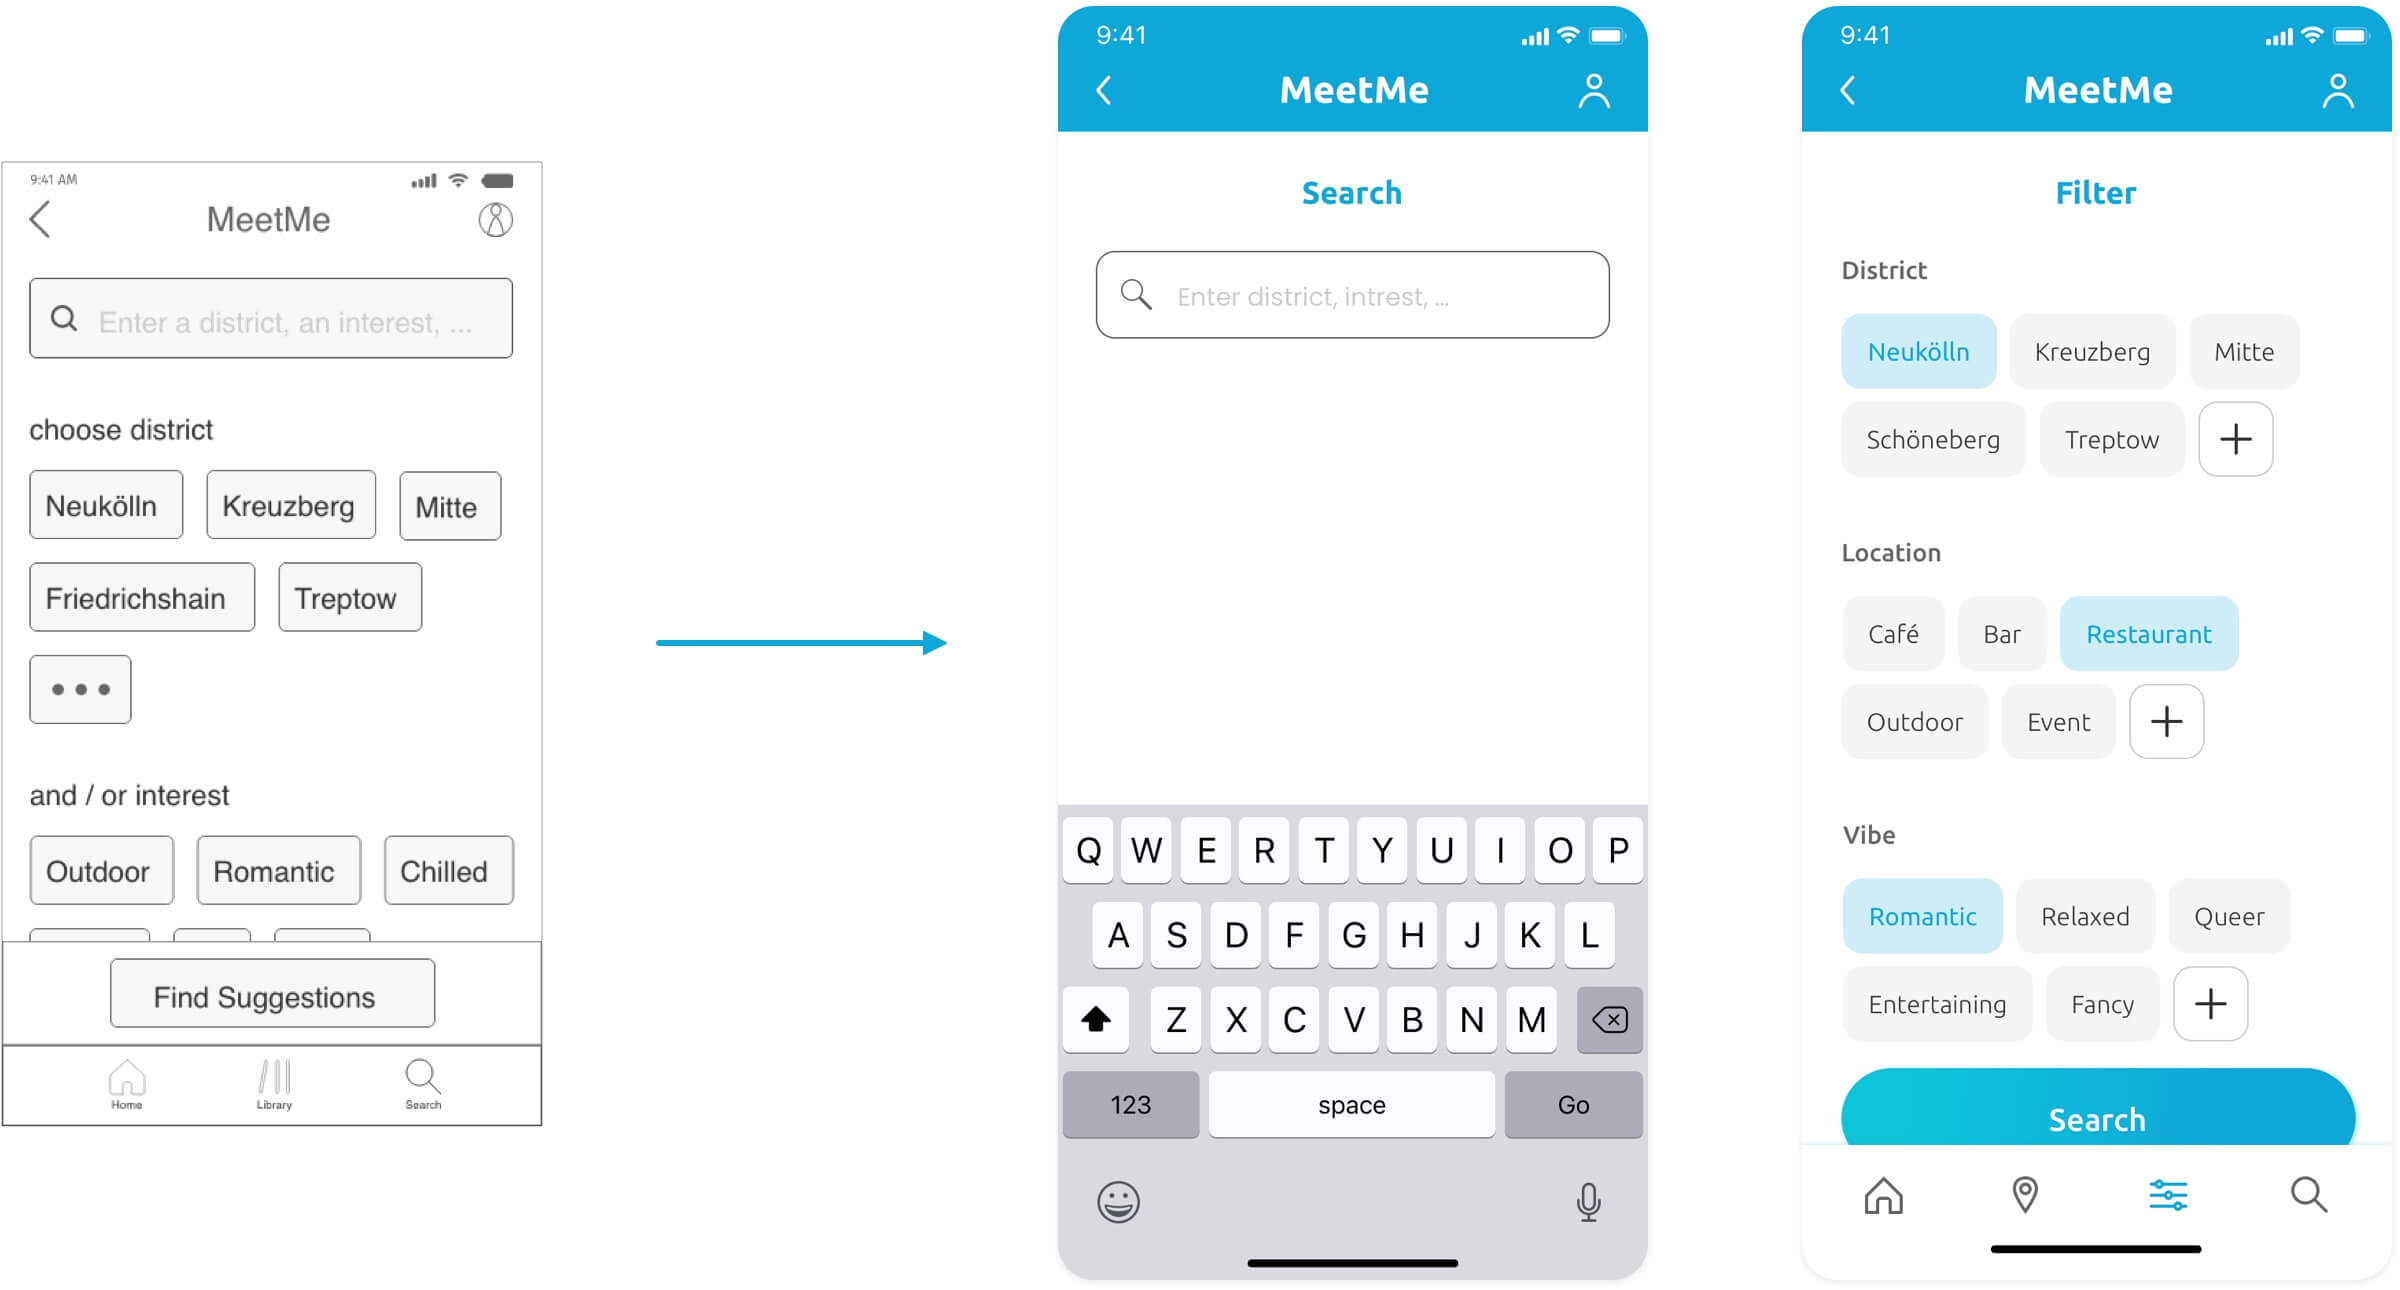 9:41 AM
MeetMe
Enter a district, an interest, ...
choose district
Neukölln Kreuzberg Mitte
Friedrichshain Treptow
and / or interest
Outdoor Romantic Chilled
Find Suggestions
Home Library Search
9:41
MeetMe
Search
Enter district, intrest, ...
Q W E R T Y U I O P
A S D F G H J K L
Z X C V B N M
123 space Go
9:41
MeetMe
Filter
District
Neukölln Kreuzberg Mitte
Schöneberg Treptow +
Location
Café Bar Restaurant
Outdoor Event +
Vibe
Romantic Relaxed Queer
Entertaining Fancy +
Search